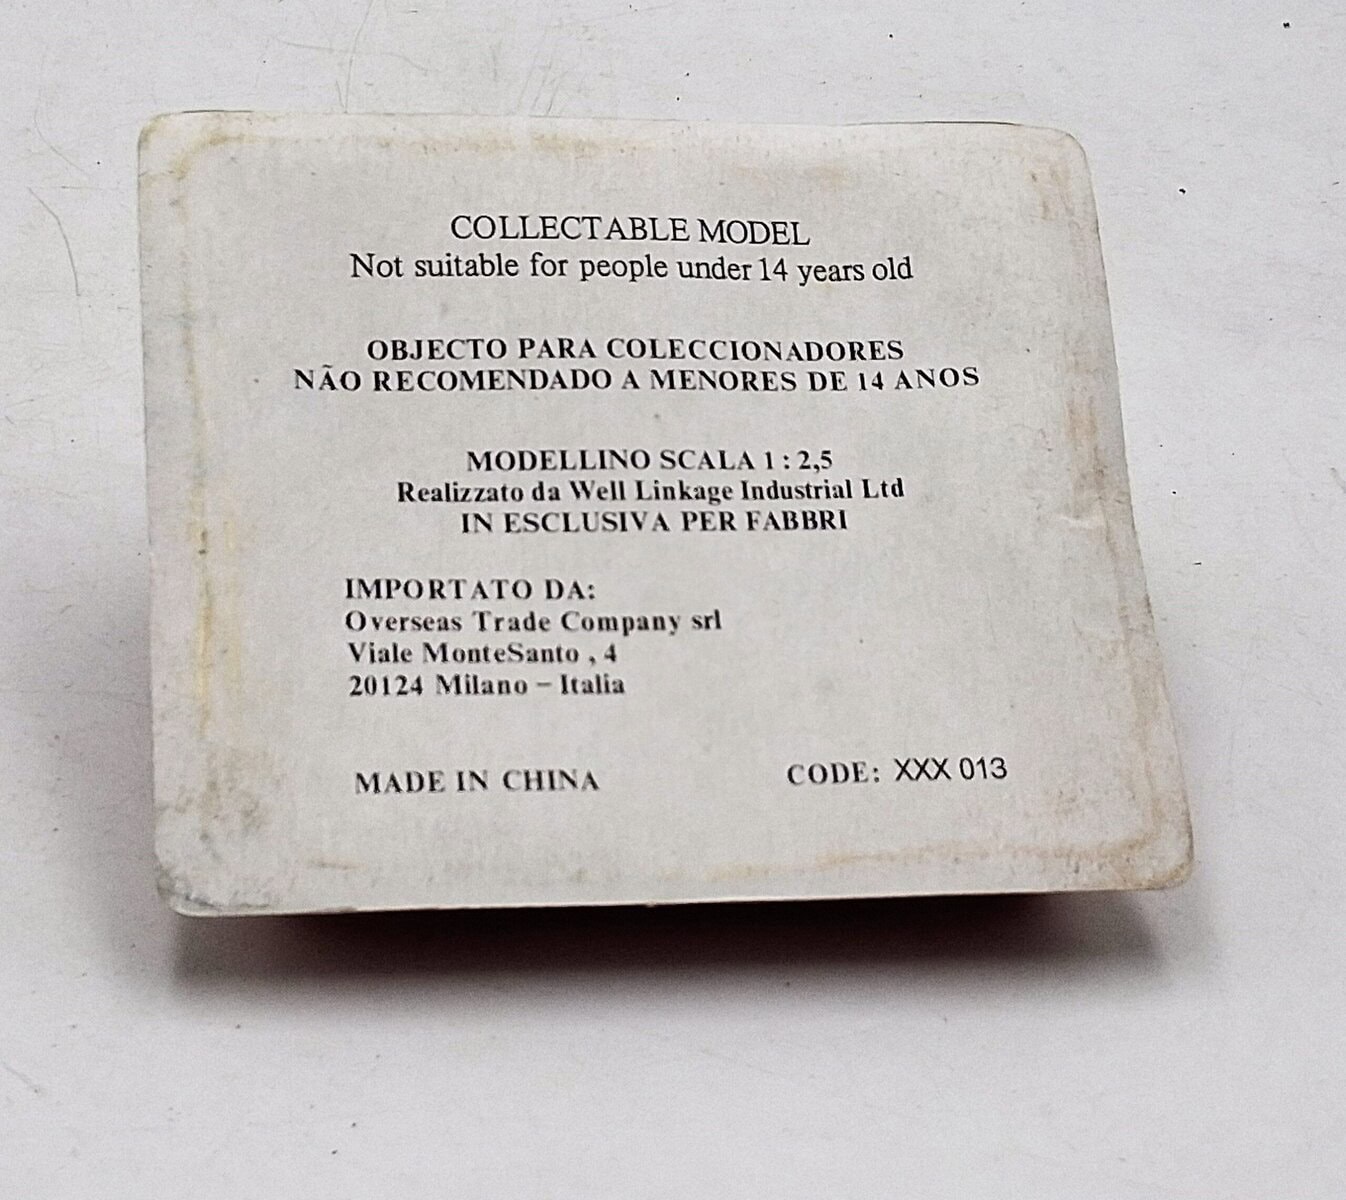 COLLECTABLE MODEL
Not suitable for people under 14 years old
OBJECTO PARA COLECCIONADORES
NÃO RECOMENDADO A MENORES DE 14 ANOS
MODELLINO SCALA 1 : 2,5
Realizzato da Well Linkage Industrial Ltd
IN ESCLUSIVA PER FABBRI
IMPORTATO DA:
Overseas Trade Company srl
Viale MonteSanto , 4
20124 Milano – Italia
MADE IN CHINA CODE: XXX 013